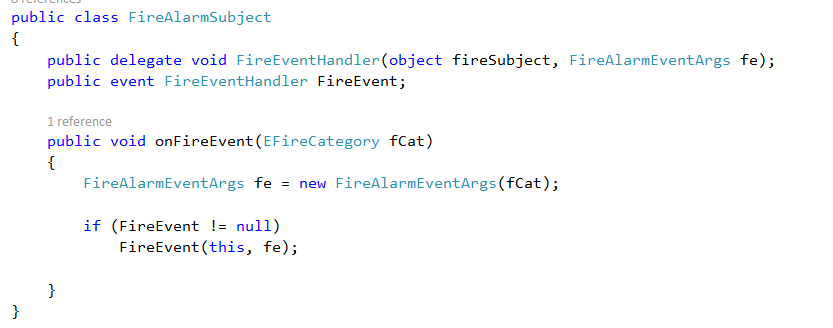 public class FireAlarmSubject
{
public delegate void FireEventHandler(object fireSubject, FireAlarmEventArgs fe);
public event FireEventHandler FireEvent;
1 reference
public void onFireEvent(EFireCategory fCat)
{
FireAlarmEventArgs fe = new FireAlarmEventArgs(fCat);
if (FireEvent != null)
FireEvent(this, fe);
}
}